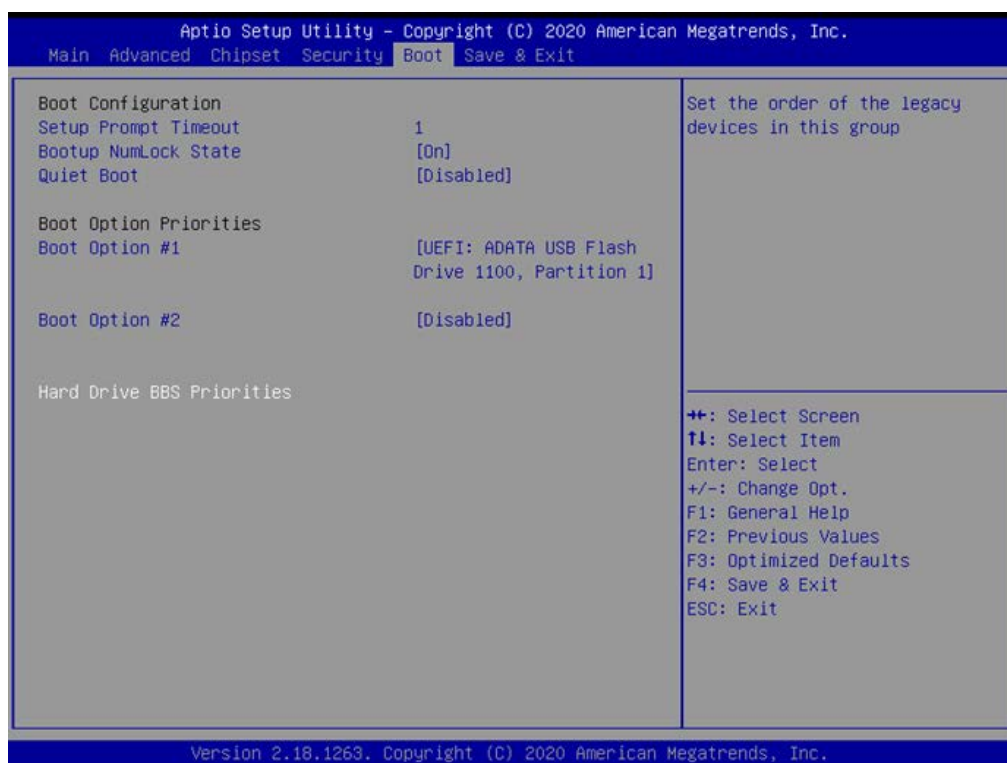 Aptio Setup Utility – Copyright (C) 2020 American Megatrends, Inc.
Main Advanced Chipset Security Boot Save & Exit
Boot Configuration
Setup Prompt Timeout 1
Bootup NumLock State [On]
Quiet Boot [Disabled]
Boot Option Priorities
Boot Option #1 [UEFI: ADATA USB Flash
Drive 1100, Partition 1]
Boot Option #2 [Disabled]
Hard Drive BBS Priorities
Set the order of the legacy
devices in this group
→←: Select Screen
↑↓: Select Item
Enter: Select
+/-: Change Opt.
F1: General Help
F2: Previous Values
F3: Optimized Defaults
F4: Save & Exit
ESC: Exit
Version 2.18.1263. Copyright (C) 2020 American Megatrends, Inc.